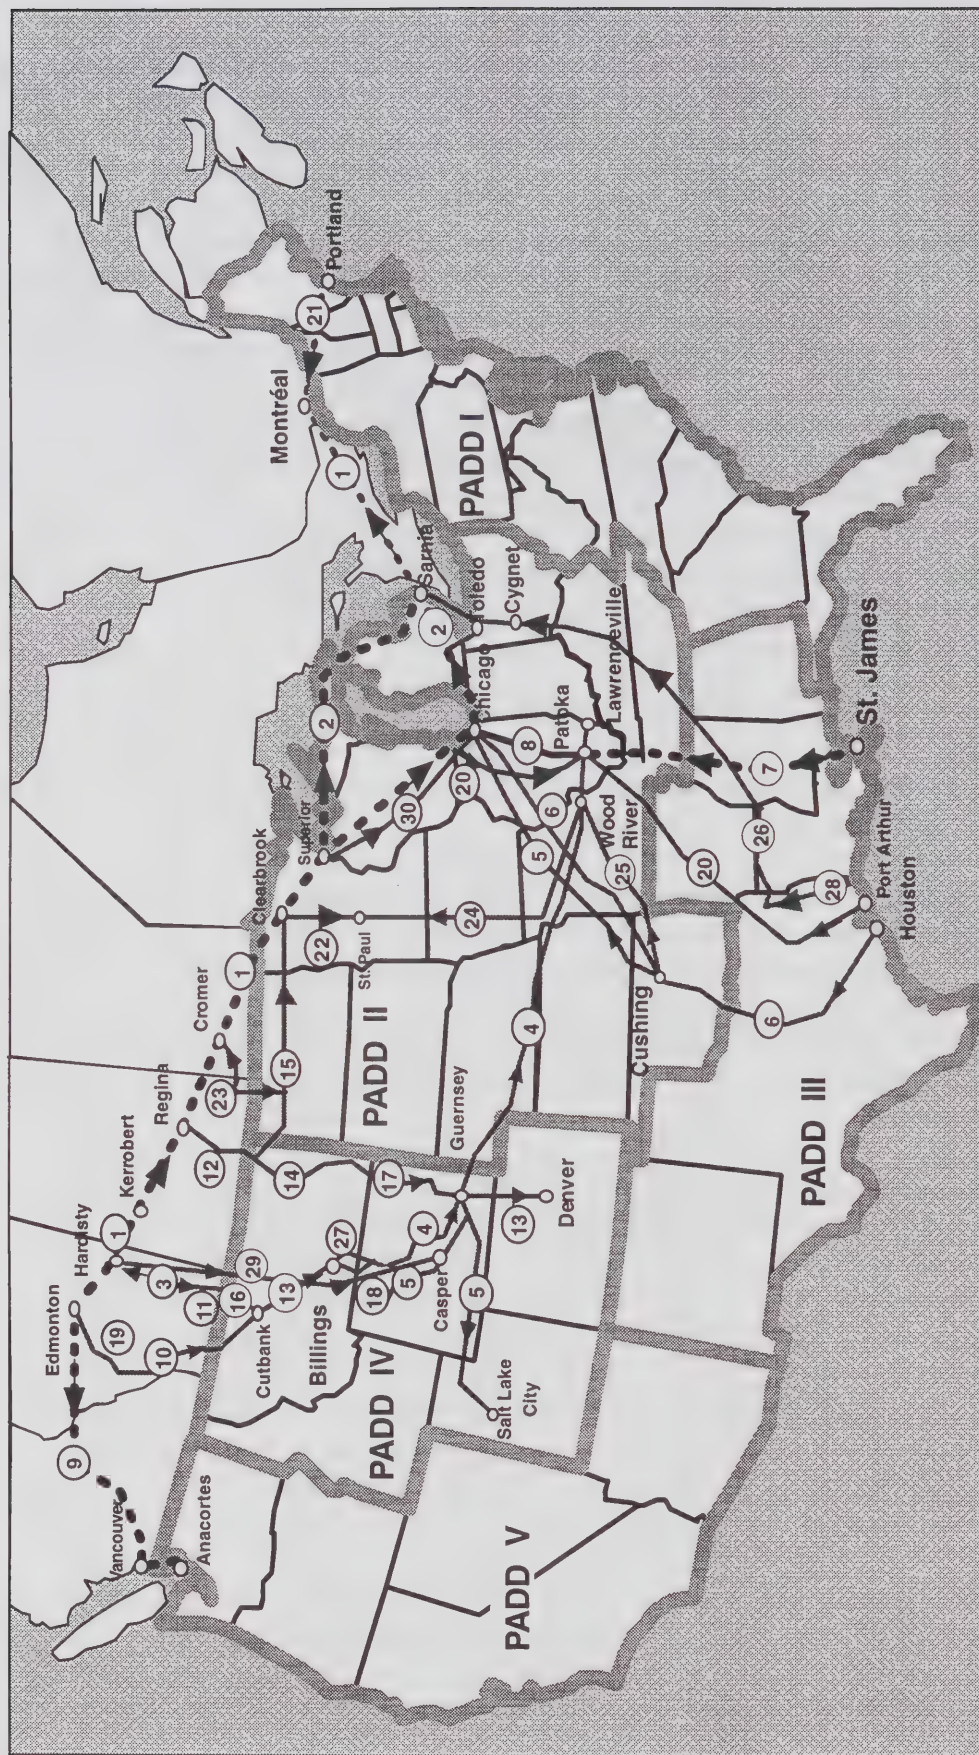 Edmonton
Hardisty
Kerrobert
Regina
Cromer
Clearbrook
Superior
Montréal
Portland
Vancouver
Anacortes
Cutbank
Billings
Casper
Guernsey
St. Paul
Salt Lake
City
Denver
Cushing
Chicago
Sarnia
Toledo
Cygnet
Patoka
Lawrenceville
Wood
River
Port Arthur
Houston
St. James
PADD I
PADD II
PADD III
PADD IV
PADD V
9
19
10
3
11
16
29
13
1
12
23
15
14
17
27
4
18
5
5
13
4
1
22
24
30
2
2
1
21
20
8
6
5
25
20
26
7
28
6